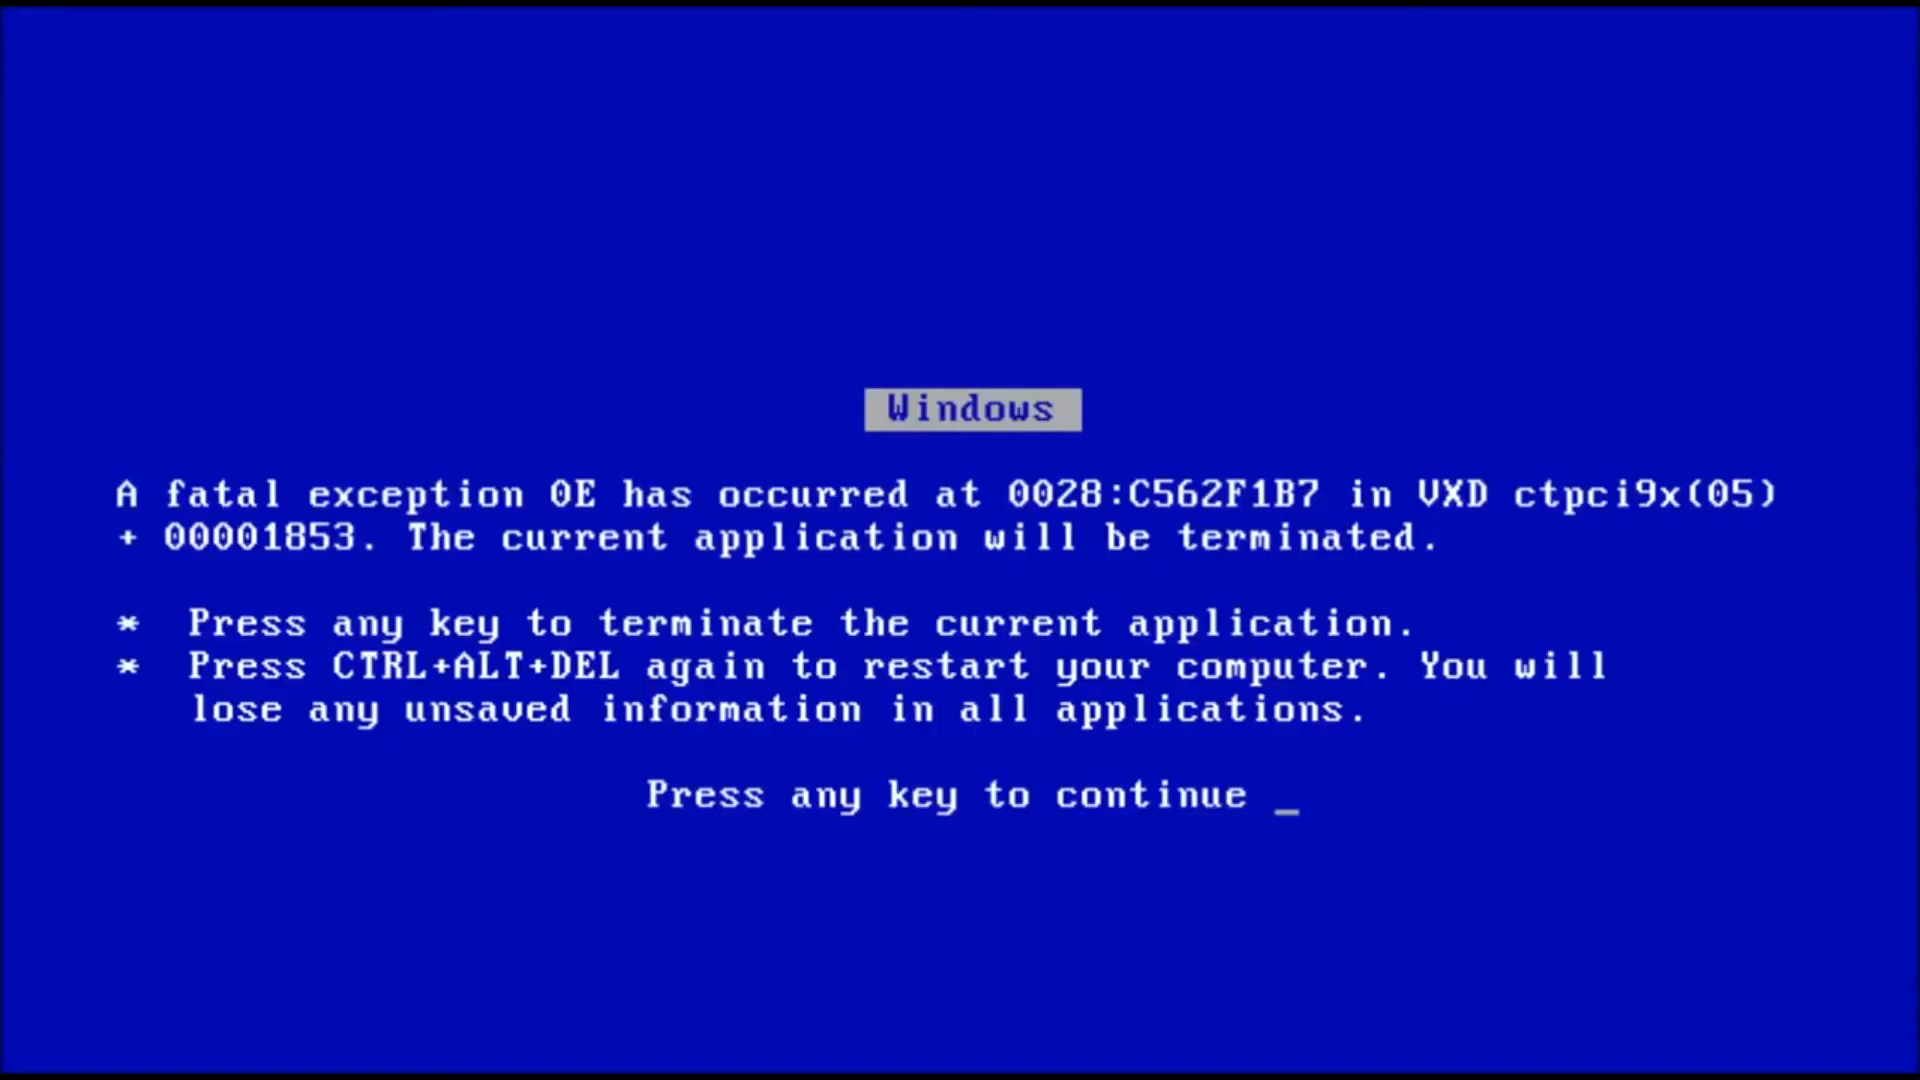 Windows
A fatal exception 0E has occurred at 0028:C562F1B7 in VXD ctpci9x(05)
+ 00001853. The current application will be terminated.
* Press any key to terminate the current application.
* Press CTRL+ALT+DEL again to restart your computer. You will
lose any unsaved information in all applications.
Press any key to continue _